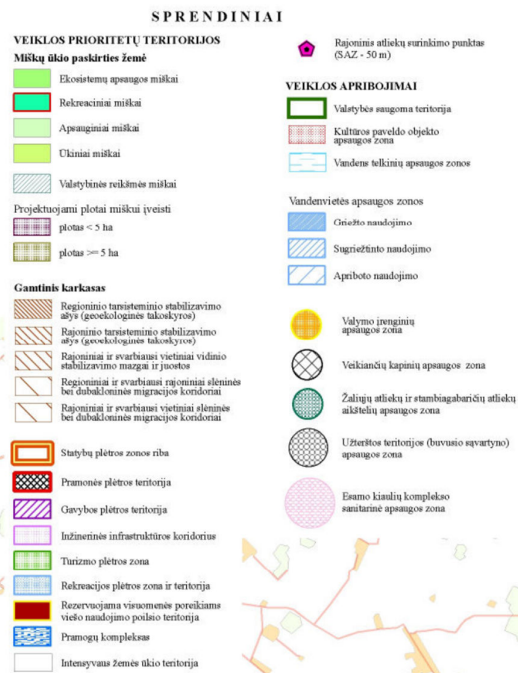 SPRENDINIAI
VEIKLOS PRIORITETŲ TERITORIJOS
Miškų ūkio paskirties žemė
Ekosistemų apsaugos miškai
Rekreaciniai miškai
Apsauginiai miškai
Ūkiniai miškai
Valstybinės reikšmės miškai
Projektuojami plotai miškui įveisti
plotas < 5 ha
plotas >= 5 ha
Gamtinis karkasas
Regioninio tarsisteminio stabilizavimo
ašys (geoekologinės takoskyros)
Rajoninio tarsisteminio stabilizavimo
ašys (geoekologinės takoskyros)
Rajoniniai ir svarbiausi vietiniai vidinio
stabilizavimo mazgai ir juostos
Regioniniai ir svarbiausi rajoniniai slėninės
bei dubakloninės migracijos koridoriai
Rajoniniai ir svarbiausi vietiniai slėninės
bei dubakloninės migracijos koridoriai
Statybų plėtros zonos riba
Pramonės plėtros teritorija
Gavybos plėtros teritorija
Inžinerinės infrastruktūros koridorius
Turizmo plėtros zona
Rekreacijos plėtros zona ir teritorija
Rezervuojama visuomenės poreikiams
viešo naudojimo poilsio teritorija
Pramogų kompleksas
Intensyvaus žemės ūkio teritorija
Rajoninis atliekų surinkimo punktas
(SAZ - 50 m)
VEIKLOS APRIBOJIMAI
Valstybės saugoma teritorija
Kultūros paveldo objekto
apsaugos zona
Vandens telkinių apsaugos zonos
Vandenvietės apsaugos zonos
Griežto naudojimo
Sugriežtinto naudojimo
Apriboto naudojimo
Valymo įrenginių
apsaugos zona
Veikiančių kapinių apsaugos zona
Žaliųjų atliekų ir stambiagabaričių atliekų
aikštelių apsaugos zona
Užterštos teritorijos (buvusio sąvartyno)
apsaugos zona
Esamo kiaulių komplekso
sanitarinė apsaugos zona